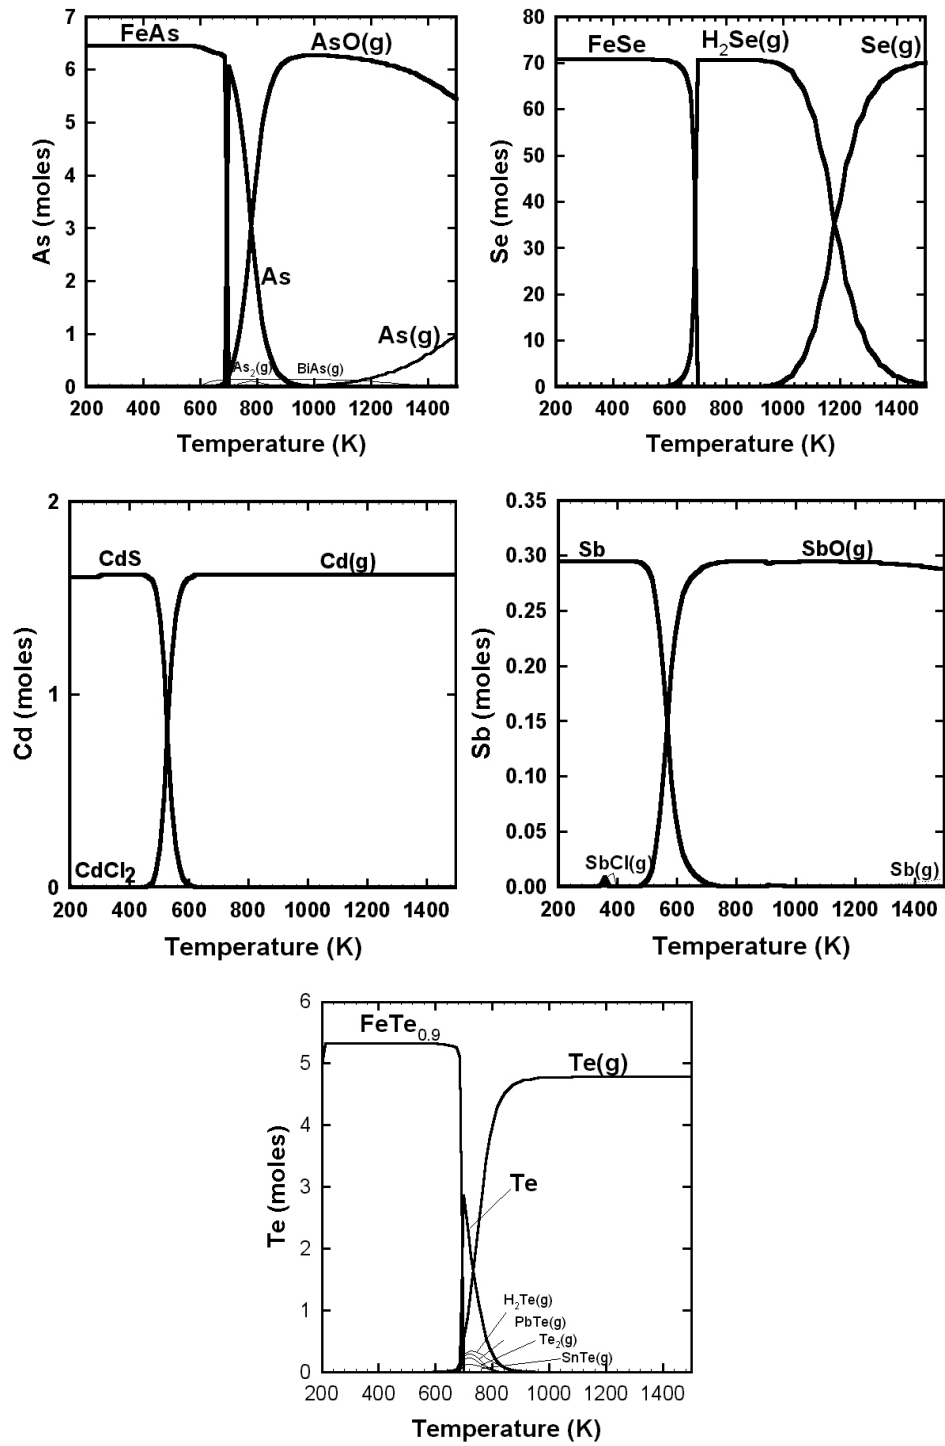 FeAs
AsO(g)
As
As(g)
As₂(g)
BiAs(g)
7
6
5
4
3
2
1
0
200 400 600 800 1000 1200 1400
As (moles)
Temperature (K)
FeSe
H₂Se(g)
Se(g)
80
70
60
50
40
30
20
10
0
200 400 600 800 1000 1200 1400
Se (moles)
Temperature (K)
CdS
Cd(g)
CdCl₂
2
1
0
200 400 600 800 1000 1200 1400
Cd (moles)
Temperature (K)
Sb
SbO(g)
SbCl(g)
Sb(g)
0.35
0.30
0.25
0.20
0.15
0.10
0.05
0.00
200 400 600 800 1000 1200 1400
Sb (moles)
Temperature (K)
FeTe₀.₉
Te(g)
Te
H₂Te(g)
PbTe(g)
Te₂(g)
SnTe(g)
6
5
4
3
2
1
0
200 400 600 800 1000 1200 1400
Te (moles)
Temperature (K)